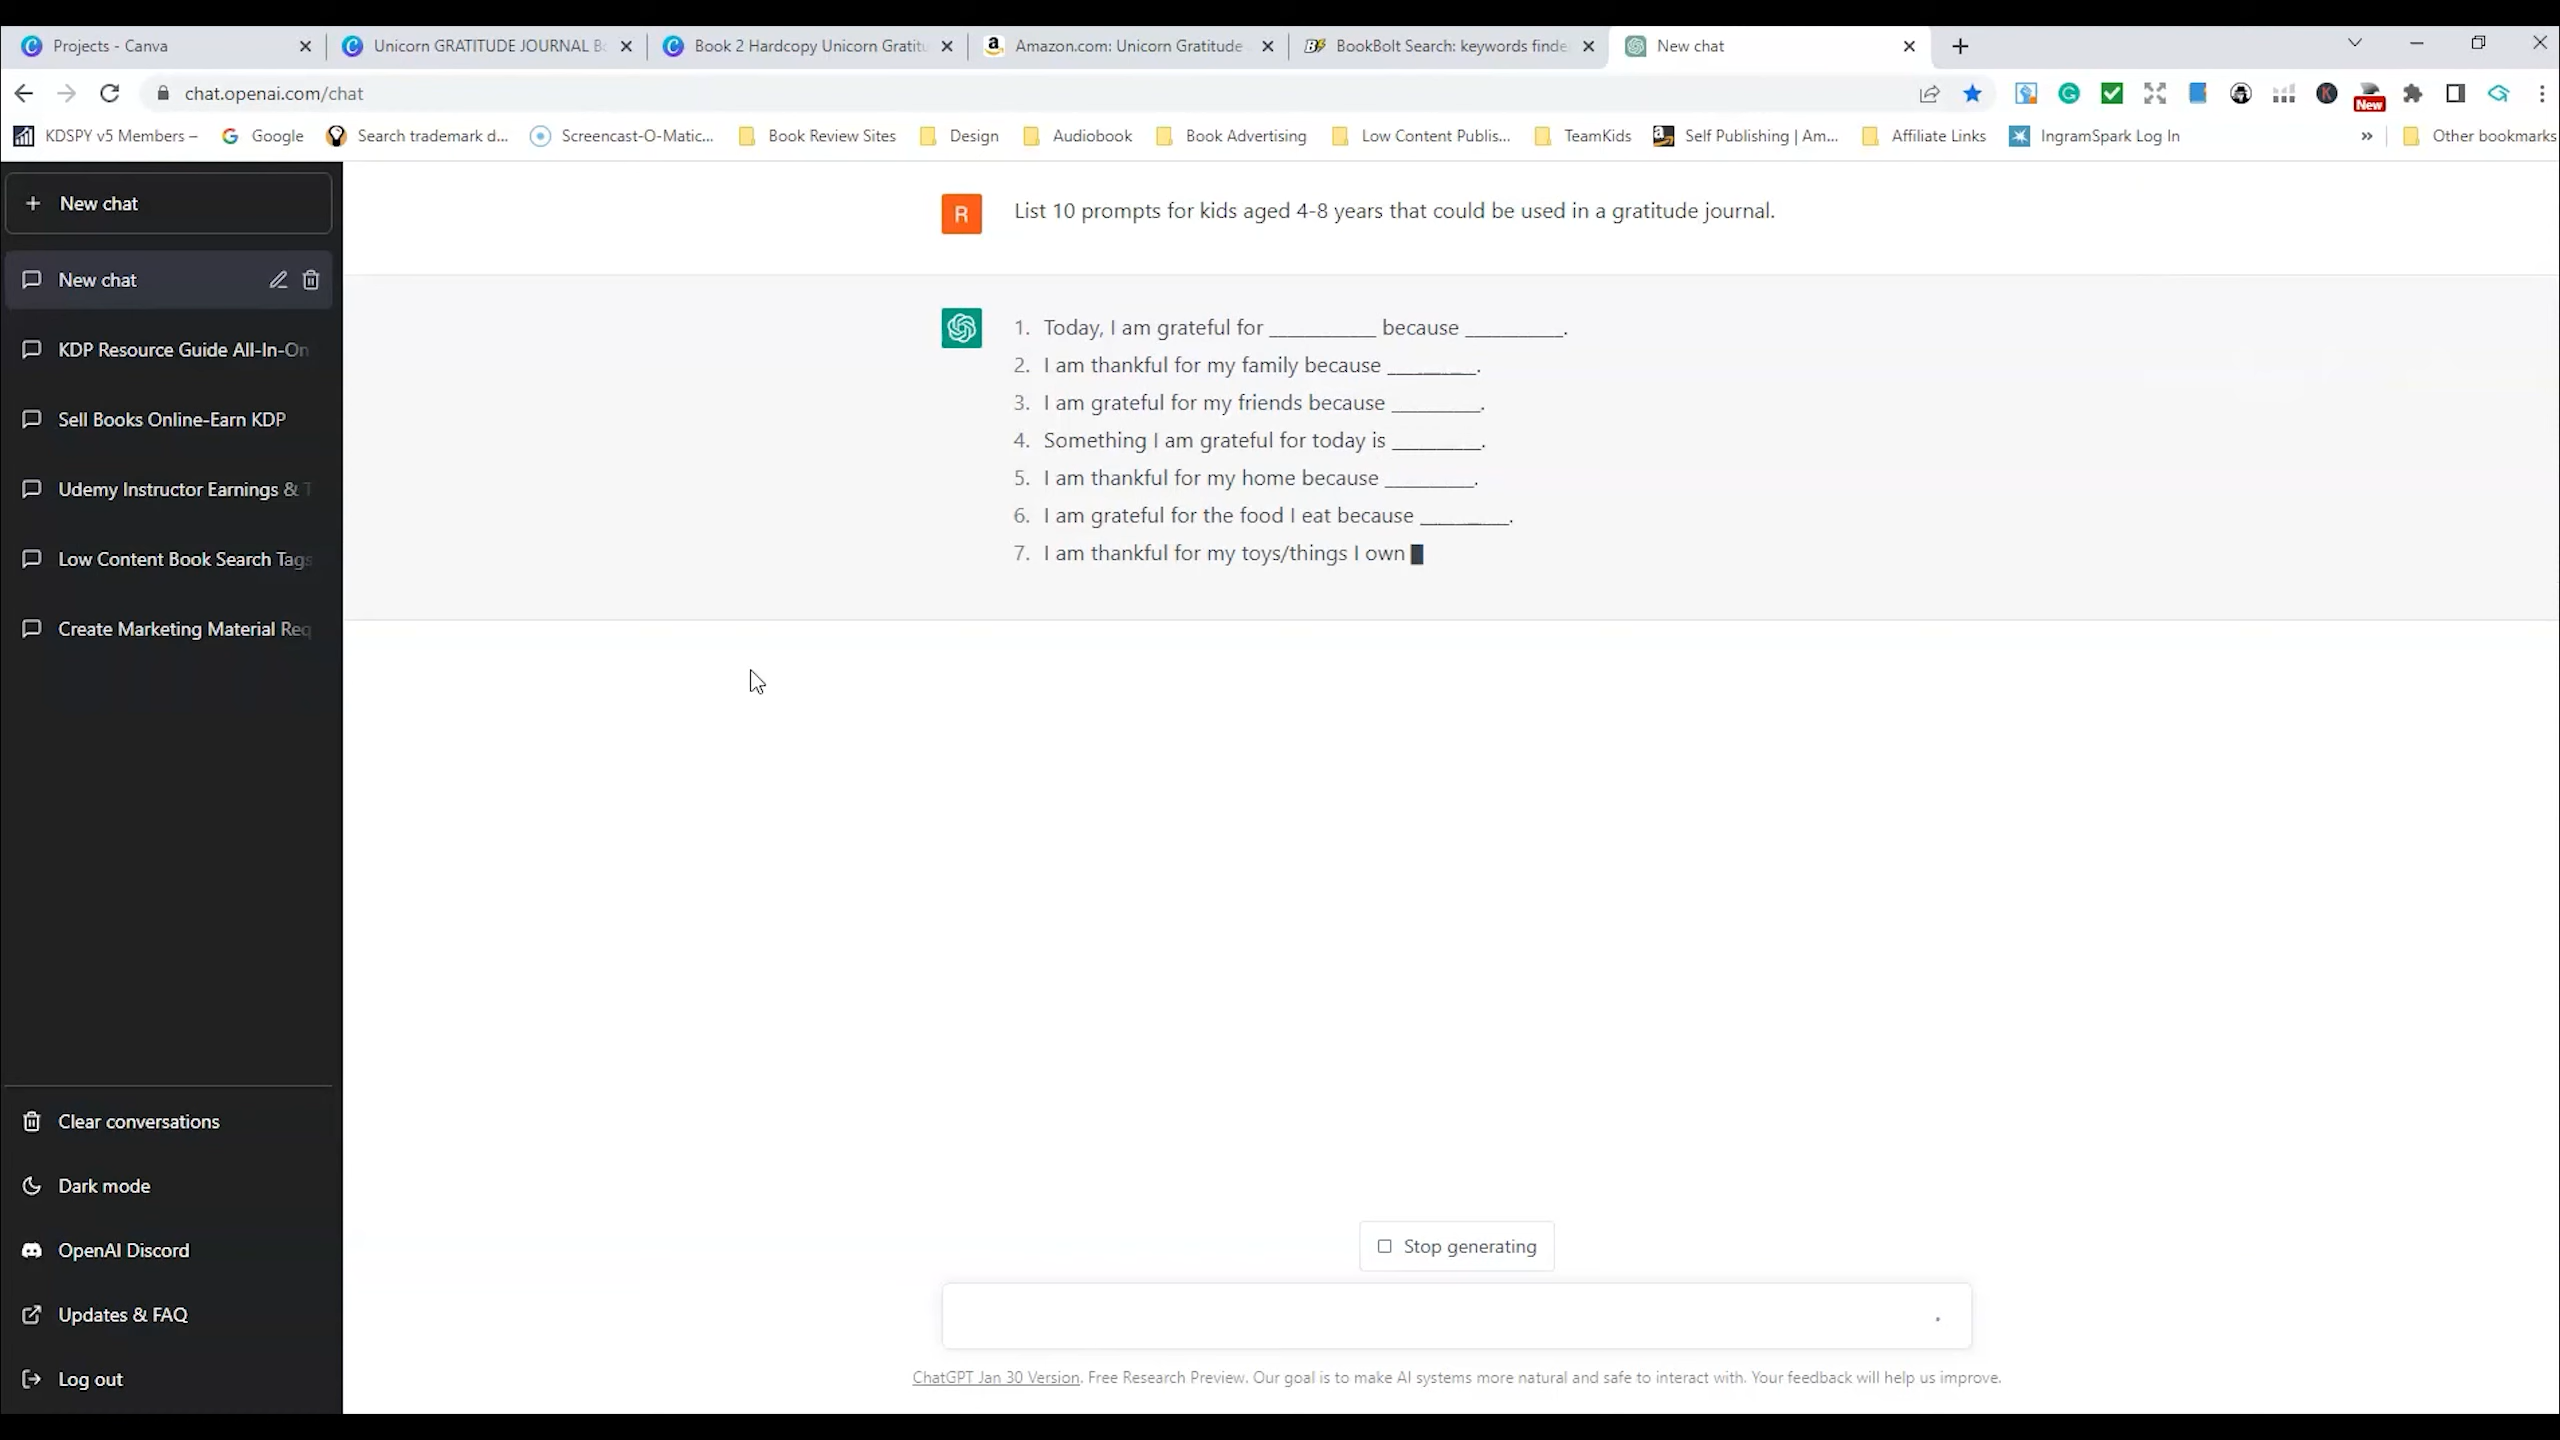 Projects - Canva
Unicorn GRATITUDE JOURNAL B
Book 2 Hardcopy Unicorn Gratitu
Amazon.com: Unicorn Gratitude
BookBolt Search: keywords finde
New chat
chat.openai.com/chat
New
KDSPY v5 Members –
Google
Search trademark d...
Screencast-O-Matic...
Book Review Sites
Design
Audiobook
Book Advertising
Low Content Publis...
TeamKids
Self Publishing | Am...
Affiliate Links
IngramSpark Log In
»
Other bookmarks
+ New chat
New chat
KDP Resource Guide All-In-On
Sell Books Online-Earn KDP
Udemy Instructor Earnings & T
Low Content Book Search Tags
Create Marketing Material Req
Clear conversations
Dark mode
OpenAI Discord
Updates & FAQ
Log out
R
List 10 prompts for kids aged 4-8 years that could be used in a gratitude journal.
1. Today, I am grateful for __________ because _________.
2. I am thankful for my family because ________.
3. I am grateful for my friends because ________.
4. Something I am grateful for today is ________.
5. I am thankful for my home because ________.
6. I am grateful for the food I eat because ________.
7. I am thankful for my toys/things I own
Stop generating
ChatGPT Jan 30 Version. Free Research Preview. Our goal is to make AI systems more natural and safe to interact with. Your feedback will help us improve.